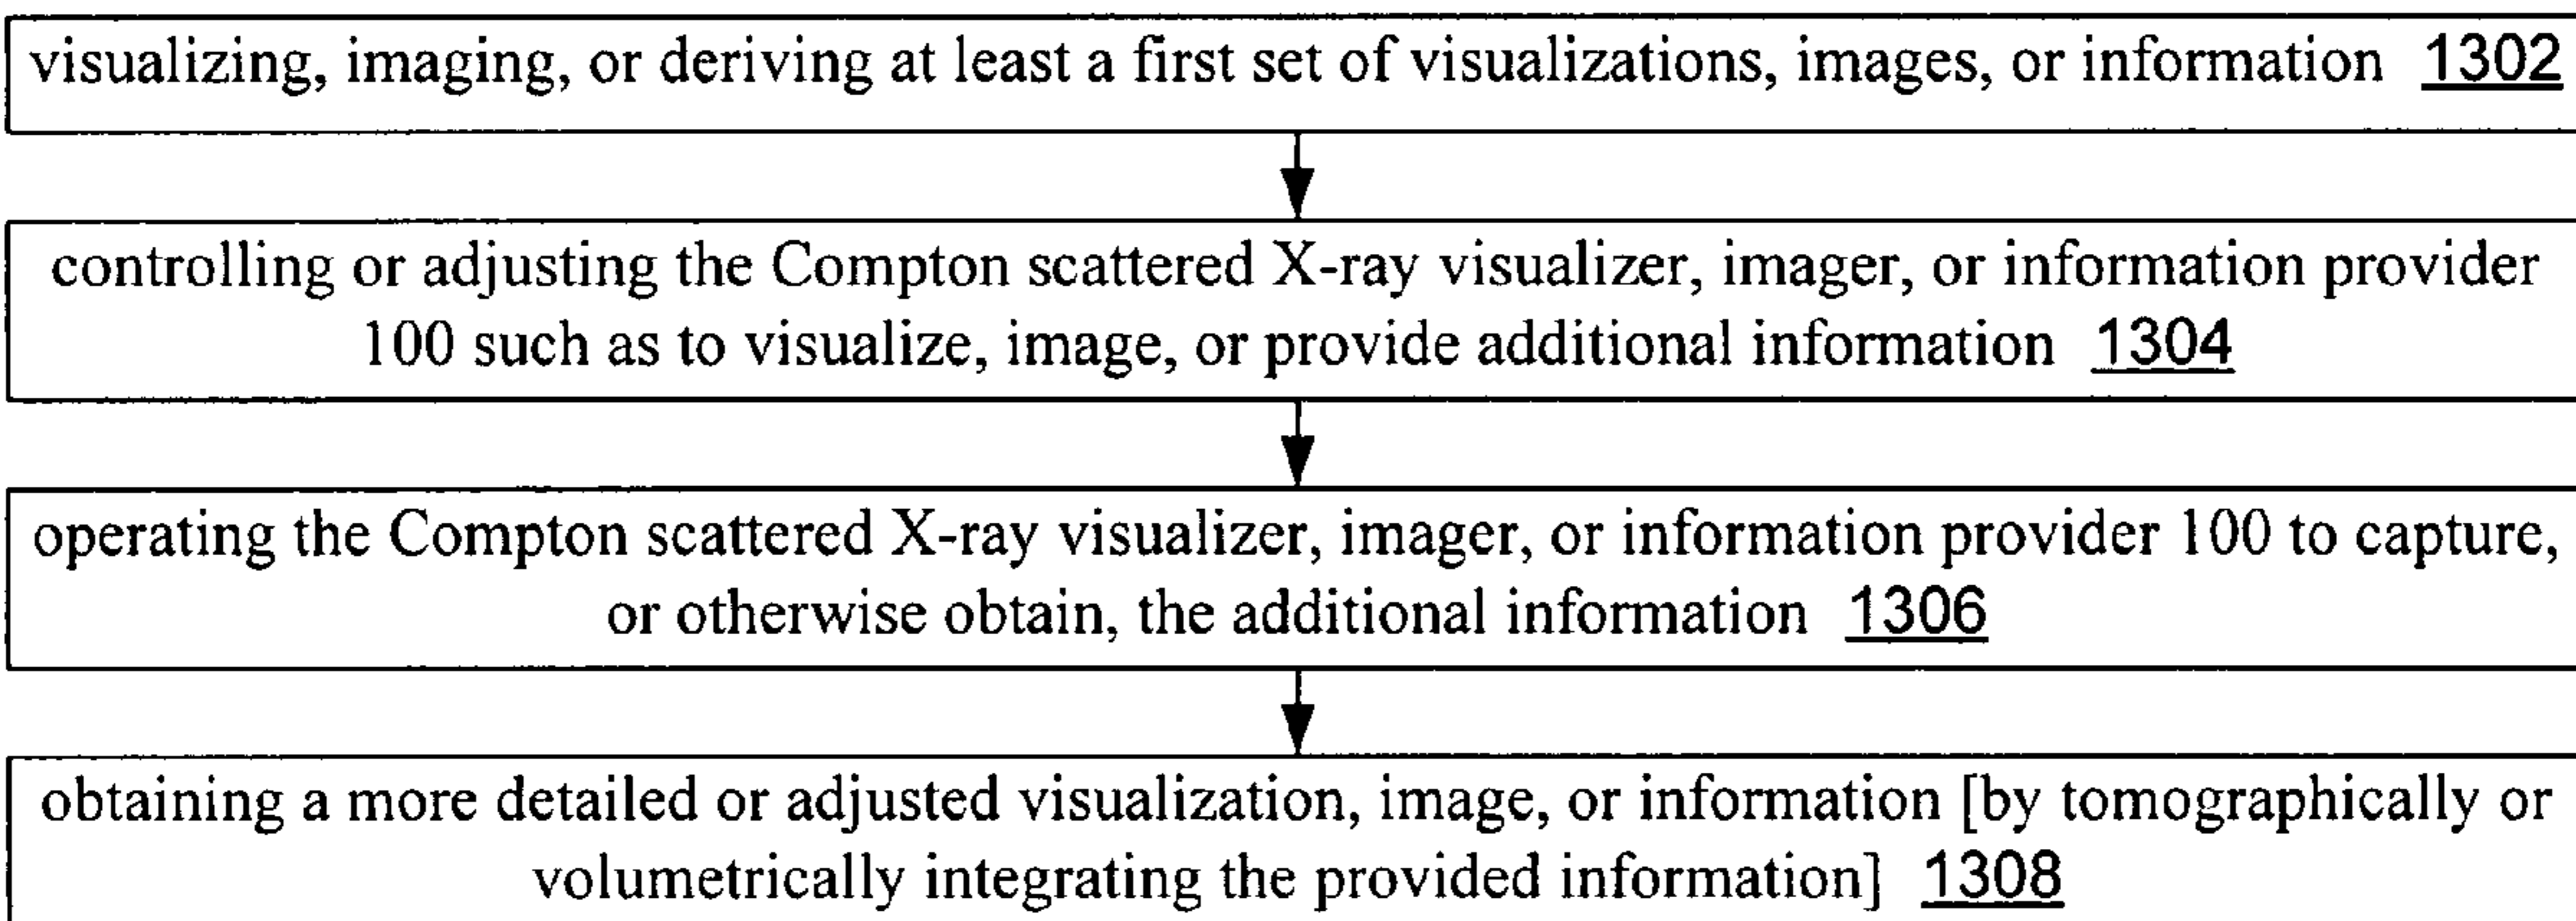 visualizing, imaging, or deriving at least a first set of visualizations, images, or information 1302
controlling or adjusting the Compton scattered X-ray visualizer, imager, or information provider
100 such as to visualize, image, or provide additional information 1304
operating the Compton scattered X-ray visualizer, imager, or information provider 100 to capture,
or otherwise obtain, the additional information 1306
obtaining a more detailed or adjusted visualization, image, or information [by tomographically or
volumetrically integrating the provided information] 1308